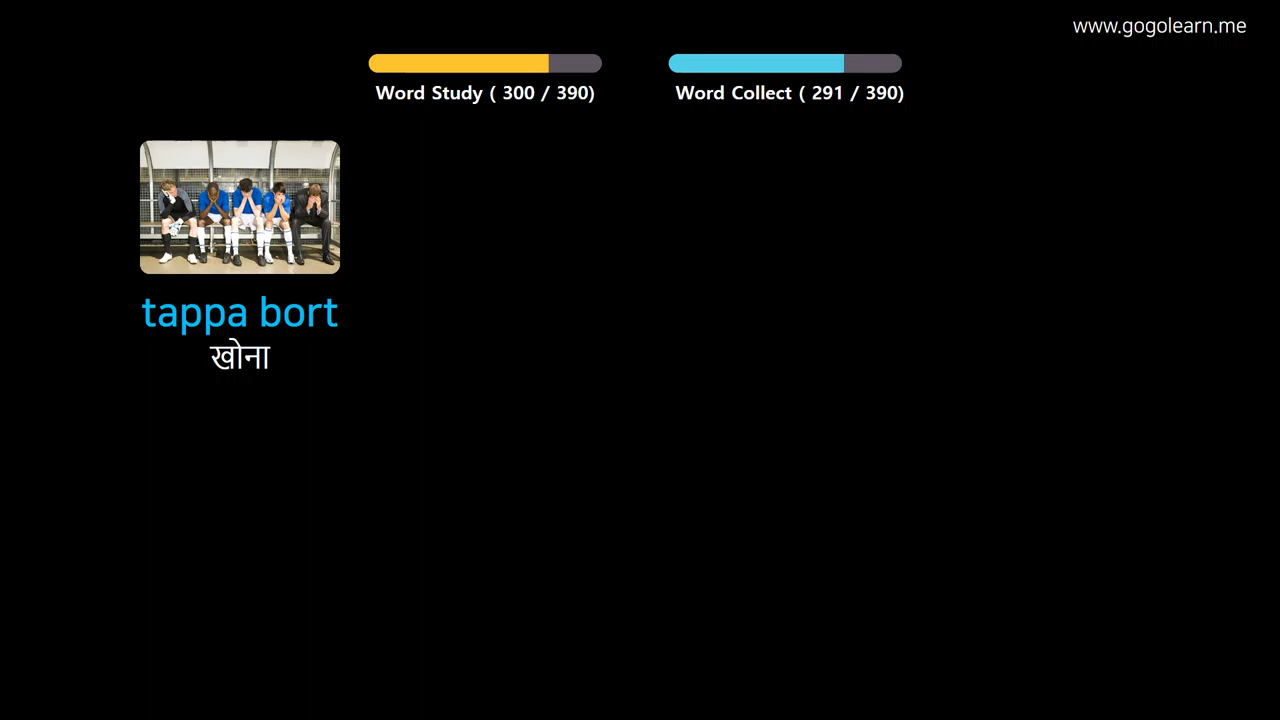 www.gogolearn.me
Word Study ( 300 / 390)
Word Collect ( 291 / 390)
tappa bort
खोना